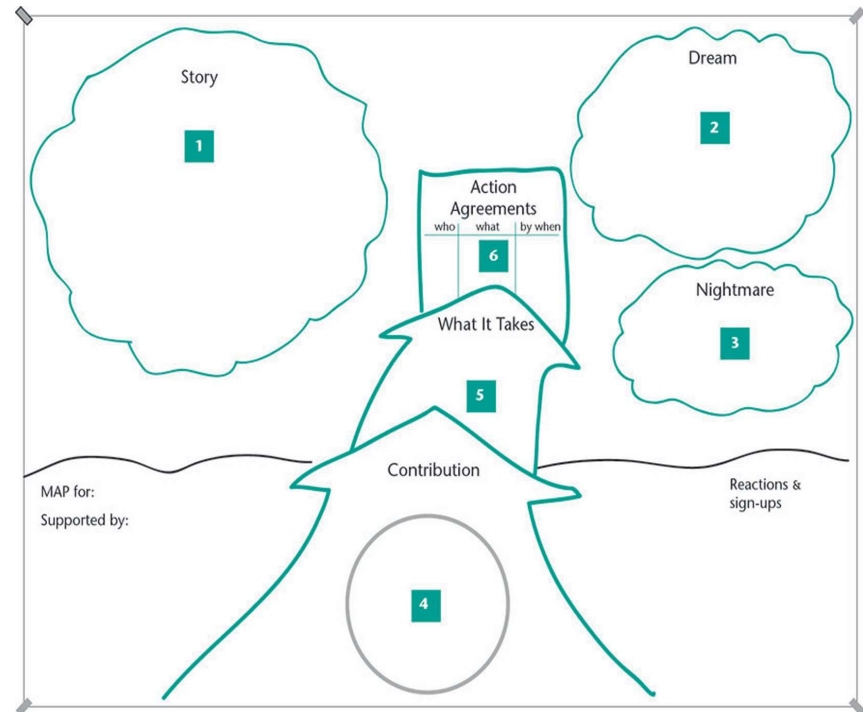 Story
1
Dream
2
Action
Agreements
who what by when
6
Nightmare
3
What It Takes
5
Contribution
4
MAP for:
Supported by:
Reactions &
sign-ups